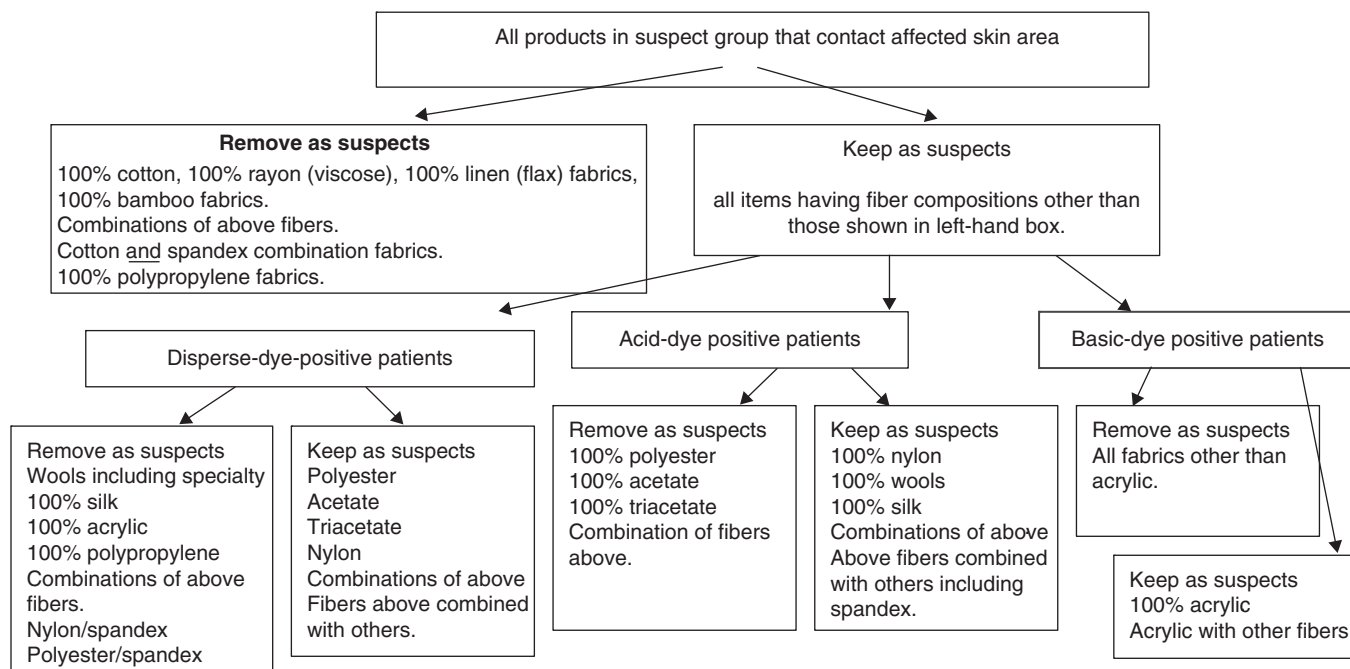 All products in suspect group that contact affected skin area
Remove as suspects
100% cotton, 100% rayon (viscose), 100% linen (flax) fabrics,
100% bamboo fabrics.
Combinations of above fibers.
Cotton and spandex combination fabrics.
100% polypropylene fabrics.
Keep as suspects
all items having fiber compositions other than
those shown in left-hand box.
Disperse-dye-positive patients
Acid-dye positive patients
Basic-dye positive patients
Remove as suspects
Wools including specialty
100% silk
100% acrylic
100% polypropylene
Combinations of above
fibers.
Nylon/spandex
Polyester/spandex
Keep as suspects
Polyester
Acetate
Triacetate
Nylon
Combinations of above
Fibers above combined
with others.
Remove as suspects
100% polyester
100% acetate
100% triacetate
Combination of fibers
above.
Keep as suspects
100% nylon
100% wools
100% silk
Combinations of above
Above fibers combined
with others including
spandex.
Remove as suspects
All fabrics other than
acrylic.
Keep as suspects
100% acrylic
Acrylic with other fibers